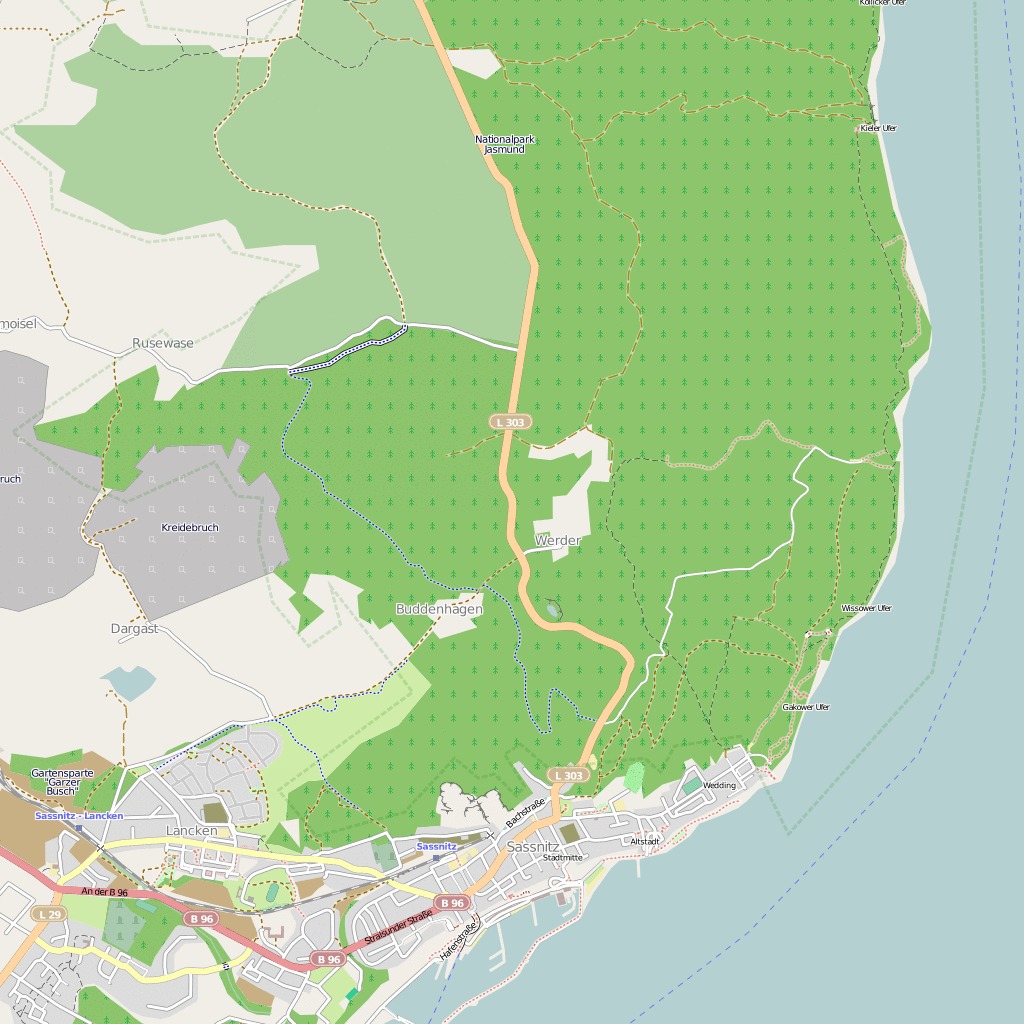 Kollicker Ufer
Kieler Ufer
Nationalpark
Jasmund
moisel
Rusewase
L 303
ruch
Kreidebruch
Werder
Buddenhagen
Wissower Ufer
Dargast
Gakower Ufer
Gartensparte
"Garzer
Busch"
L 303
Wedding
Sassnitz - Lancken
Bachstraße
Lancken
Sassnitz
Sassnitz
Altstadt
Stadtmitte
An der B 96
L 29
B 96
B 96
Stralsunder Straße
Hafenstraße
B 96